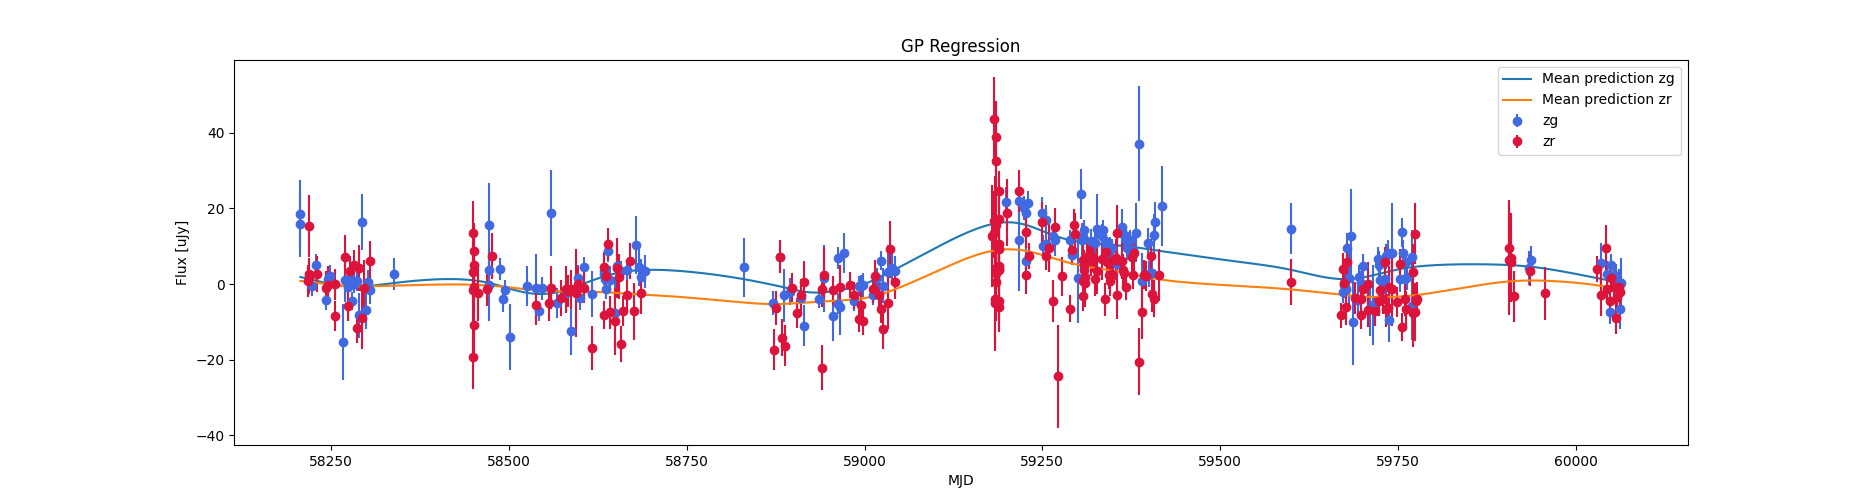 GP Regression
Mean prediction zg
Mean prediction zr
zg
zr
Flux [uJy]
40
20
0
−20
−40
58250
58500
58750
59000
59250
59500
59750
60000
MJD